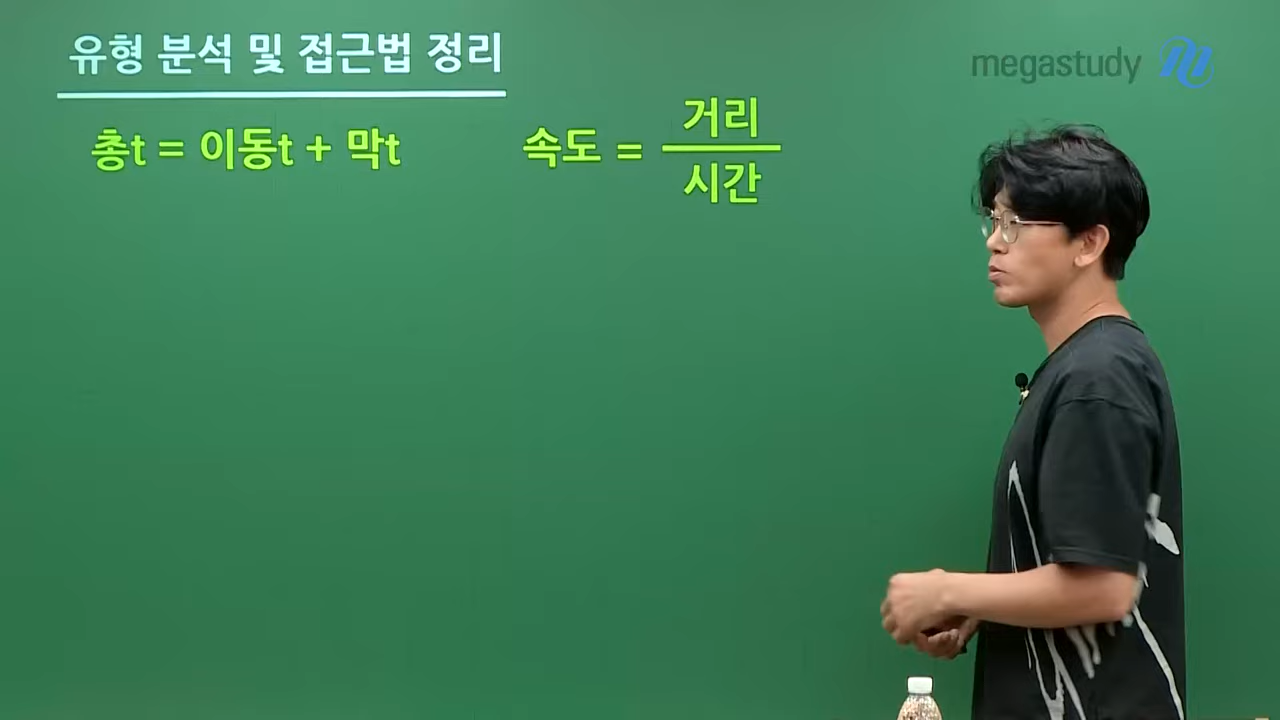 유형 분석 및 접근법 정리
megastudy
총t = 이동t + 막t
속도 = 거리
시간